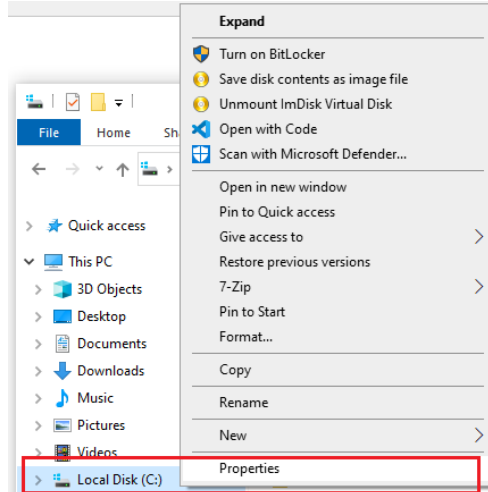 Expand
Turn on BitLocker
Save disk contents as image file
Unmount ImDisk Virtual Disk
Open with Code
Scan with Microsoft Defender...
Open in new window
Pin to Quick access
Give access to
Restore previous versions
7-Zip
Pin to Start
Format...
Copy
Rename
New
Properties
File
Home
Sh
Quick access
This PC
3D Objects
Desktop
Documents
Downloads
Music
Pictures
Videos
Local Disk (C:)